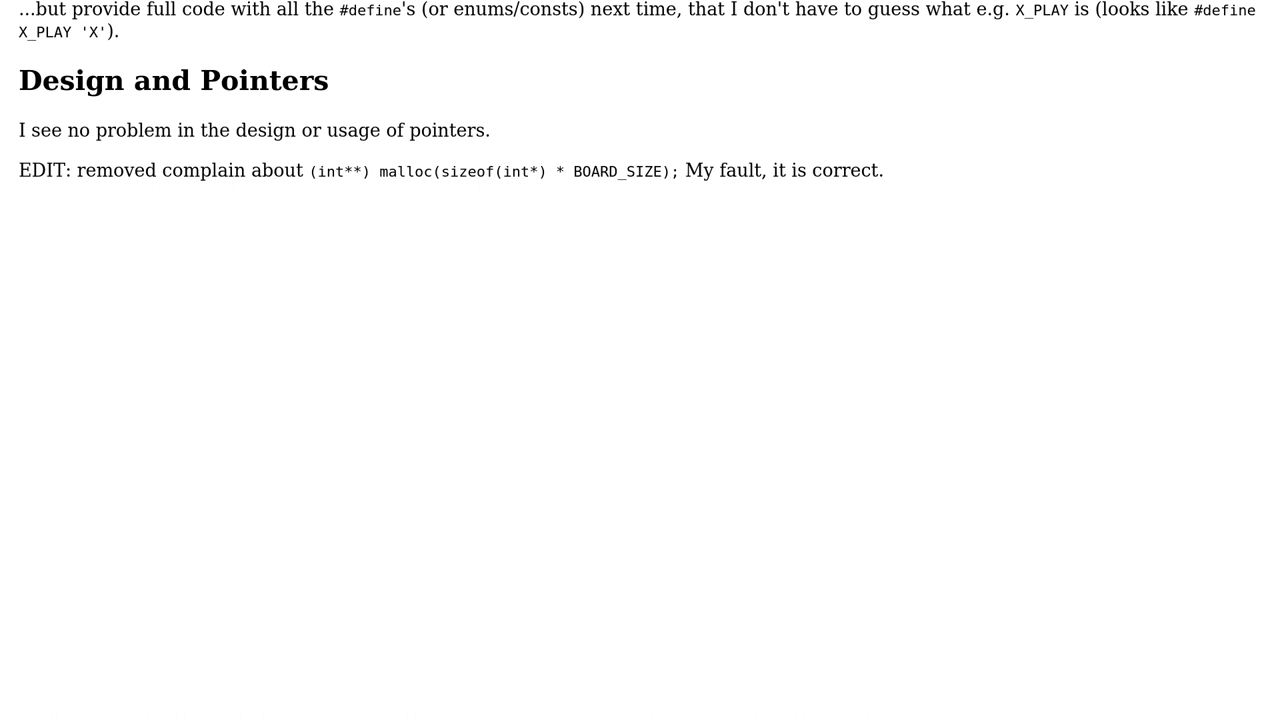 ...but provide full code with all the #define's (or enums/consts) next time, that I don't have to guess what e.g. X_PLAY is (looks like #define
X_PLAY 'X').
Design and Pointers
I see no problem in the design or usage of pointers.
EDIT: removed complain about (int**) malloc(sizeof(int*) * BOARD_SIZE); My fault, it is correct.